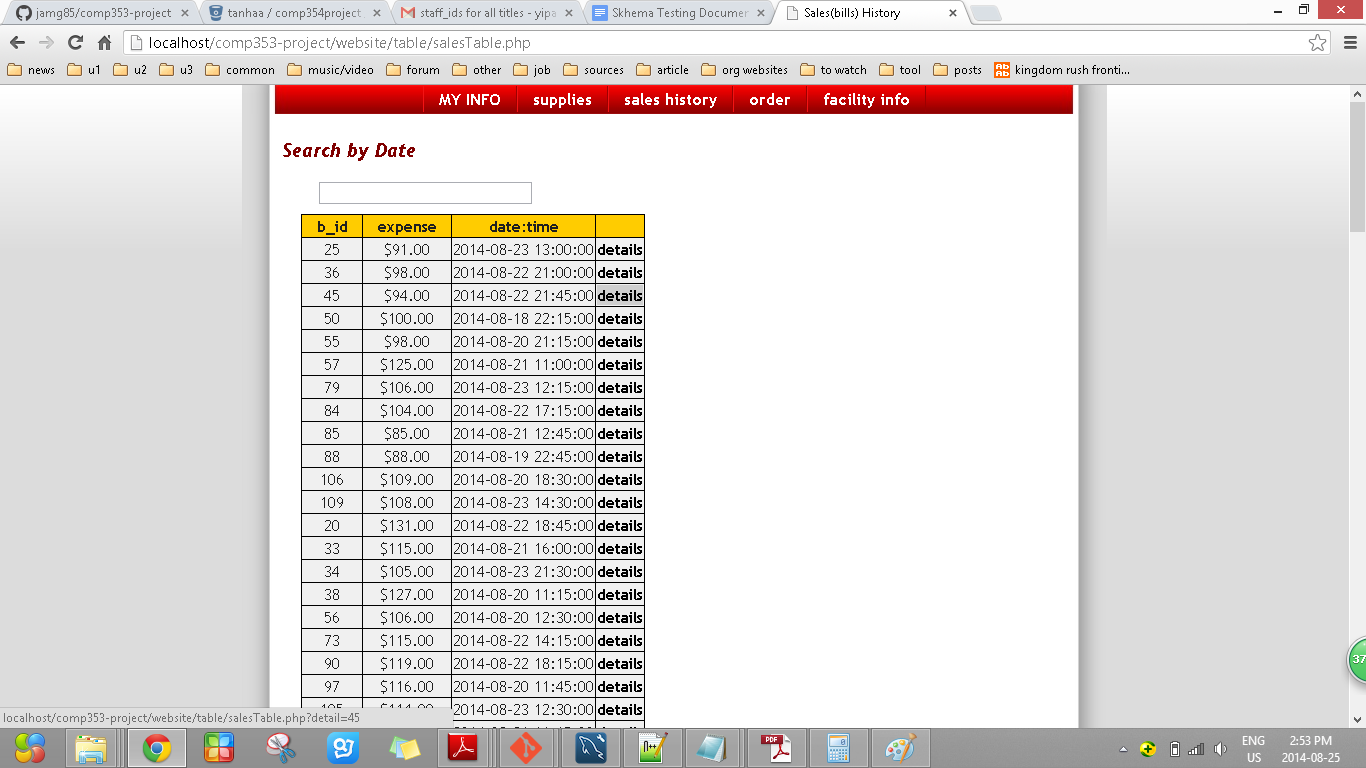 jamg85/comp353-project
tanhaa / comp354project
staff_ids for all titles - yipa
Skhema Testing Documen
Sales(bills) History
localhost/comp353-project/website/table/salesTable.php
news u1 u2 u3 common music/video forum other job sources article org websites to watch tool posts kingdom rush fronti...
MY INFO supplies sales history order facility info
Search by Date
b_id expense date:time
25 $91.00 2014-08-23 13:00:00 details
36 $98.00 2014-08-22 21:00:00 details
45 $94.00 2014-08-22 21:45:00 details
50 $100.00 2014-08-18 22:15:00 details
55 $98.00 2014-08-20 21:15:00 details
57 $125.00 2014-08-21 11:00:00 details
79 $106.00 2014-08-23 12:15:00 details
84 $104.00 2014-08-22 17:15:00 details
85 $85.00 2014-08-21 12:45:00 details
88 $88.00 2014-08-19 22:45:00 details
106 $109.00 2014-08-20 18:30:00 details
109 $108.00 2014-08-23 14:30:00 details
20 $131.00 2014-08-22 18:45:00 details
33 $115.00 2014-08-21 16:00:00 details
34 $105.00 2014-08-23 21:30:00 details
38 $127.00 2014-08-20 11:15:00 details
56 $106.00 2014-08-20 12:30:00 details
73 $115.00 2014-08-22 14:15:00 details
90 $119.00 2014-08-22 18:15:00 details
97 $116.00 2014-08-20 11:45:00 details
2014-08-23 12:30:00 details
37
localhost/comp353-project/website/table/salesTable.php?detail=45
ENG 2:53 PM
US 2014-08-25